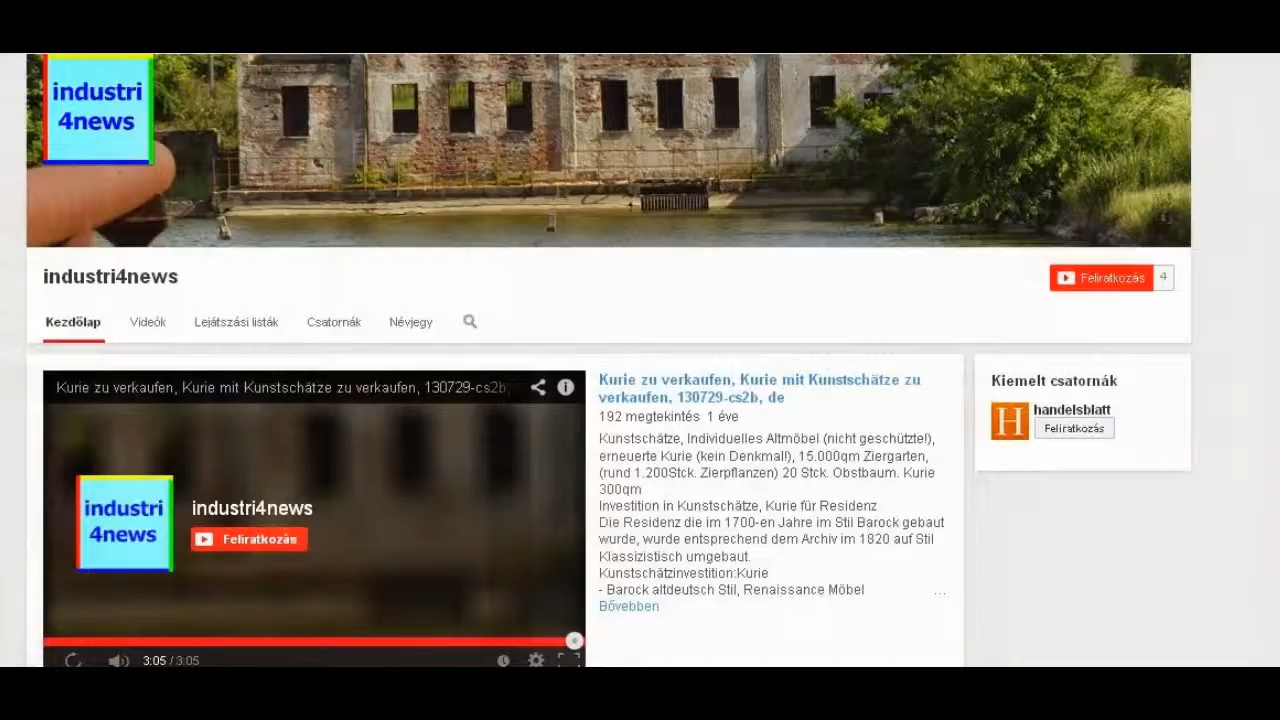 industri
4news
industri4news
Feliratkozás 4
Kezdőlap Videók Lejátszási listák Csatornák Névjegy
Kurie zu verkaufen, Kurie mit Kunstschätze zu verkaufen, 130729-cs2b,
industri
4news
industri4news
Feliratkozás
3:05 / 3:05
Kurie zu verkaufen, Kurie mit Kunstschätze zu
verkaufen, 130729-cs2b, de
192 megtekintés 1 éve
Kunstschätze, Individuelles Altmöbel (nicht geschützte!),
erneuerte Kurie (kein Denkmal!), 15.000qm Ziergarten,
(rund 1.200Stck. Zierpflanzen) 20 Stck. Obstbaum. Kurie
300qm
Investition in Kunstschätze, Kurie für Residenz
Die Residenz die im 1700-en Jahre im Stil Barock gebaut
wurde, wurde entsprechend dem Archiv im 1820 auf Stil
Klassizistisch umgebaut.
Kunstschätzinvestition:Kurie
- Barock altdeutsch Stil, Renaissance Möbel ...
Bővebben
Kiemelt csatornák
H
handelsblatt
Feliratkozás